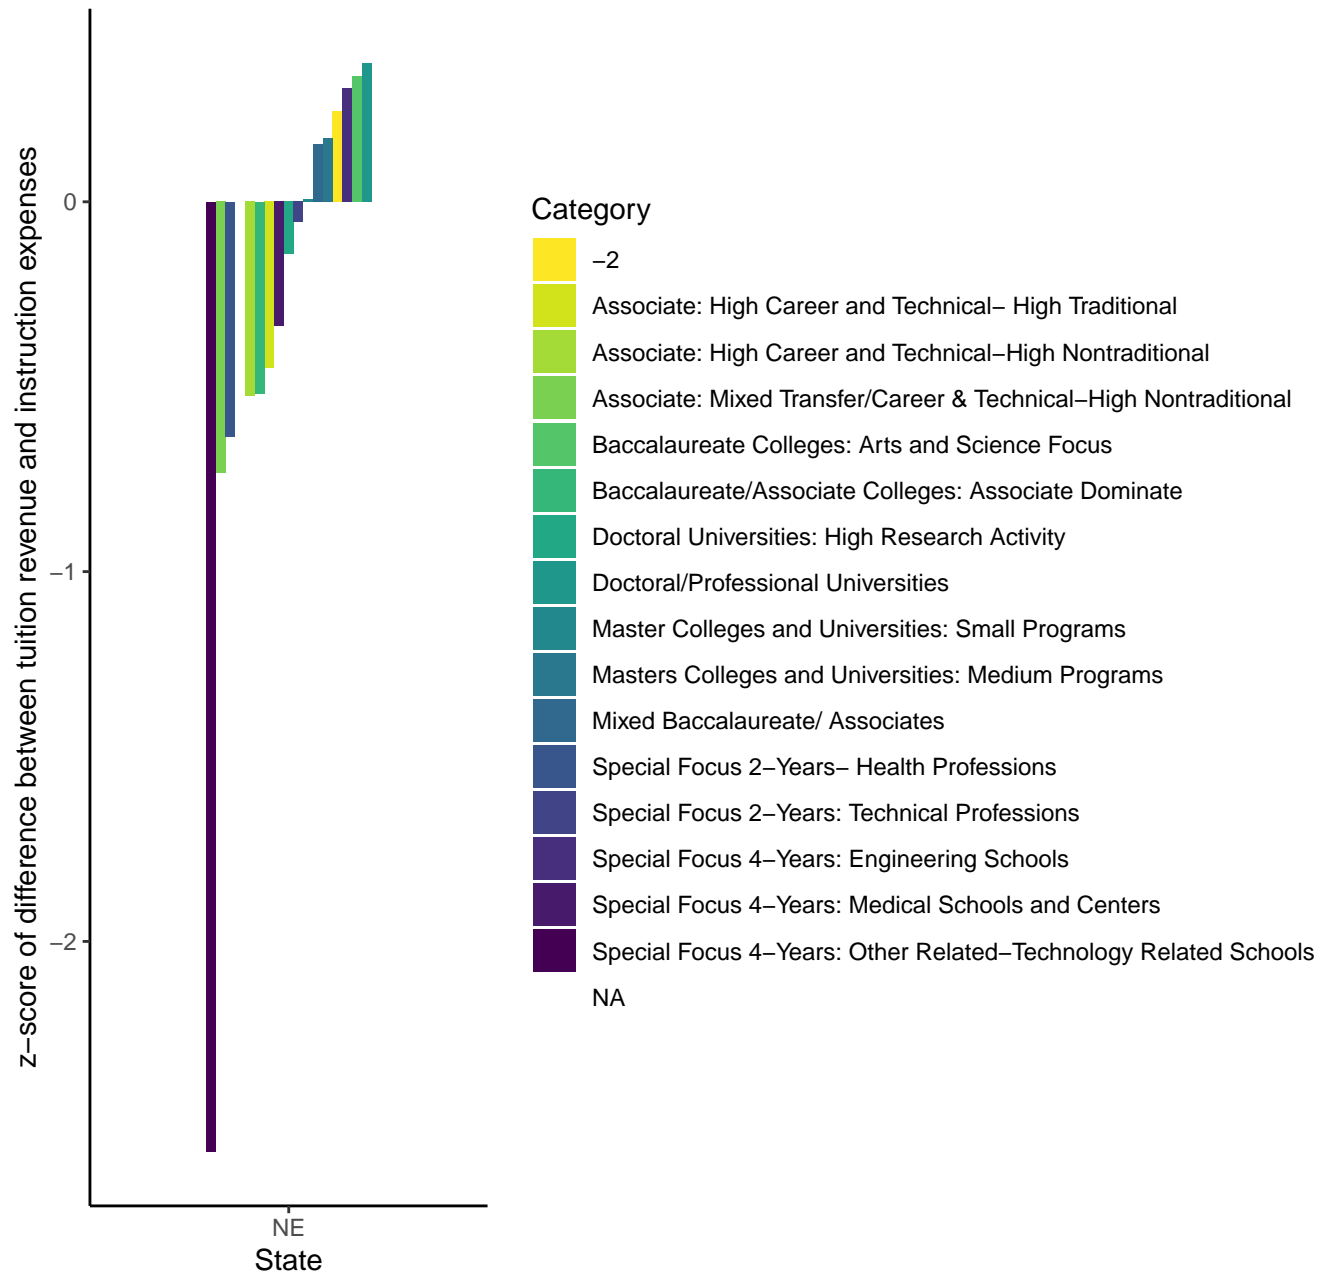 z−score of difference between tuition revenue and instruction expenses
0
−1
−2
NE
State
Category
−2
Associate: High Career and Technical− High Traditional
Associate: High Career and Technical−High Nontraditional
Associate: Mixed Transfer/Career & Technical−High Nontraditional
Baccalaureate Colleges: Arts and Science Focus
Baccalaureate/Associate Colleges: Associate Dominate
Doctoral Universities: High Research Activity
Doctoral/Professional Universities
Master Colleges and Universities: Small Programs
Masters Colleges and Universities: Medium Programs
Mixed Baccalaureate/ Associates
Special Focus 2−Years− Health Professions
Special Focus 2−Years: Technical Professions
Special Focus 4−Years: Engineering Schools
Special Focus 4−Years: Medical Schools and Centers
Special Focus 4−Years: Other Related−Technology Related Schools
NA